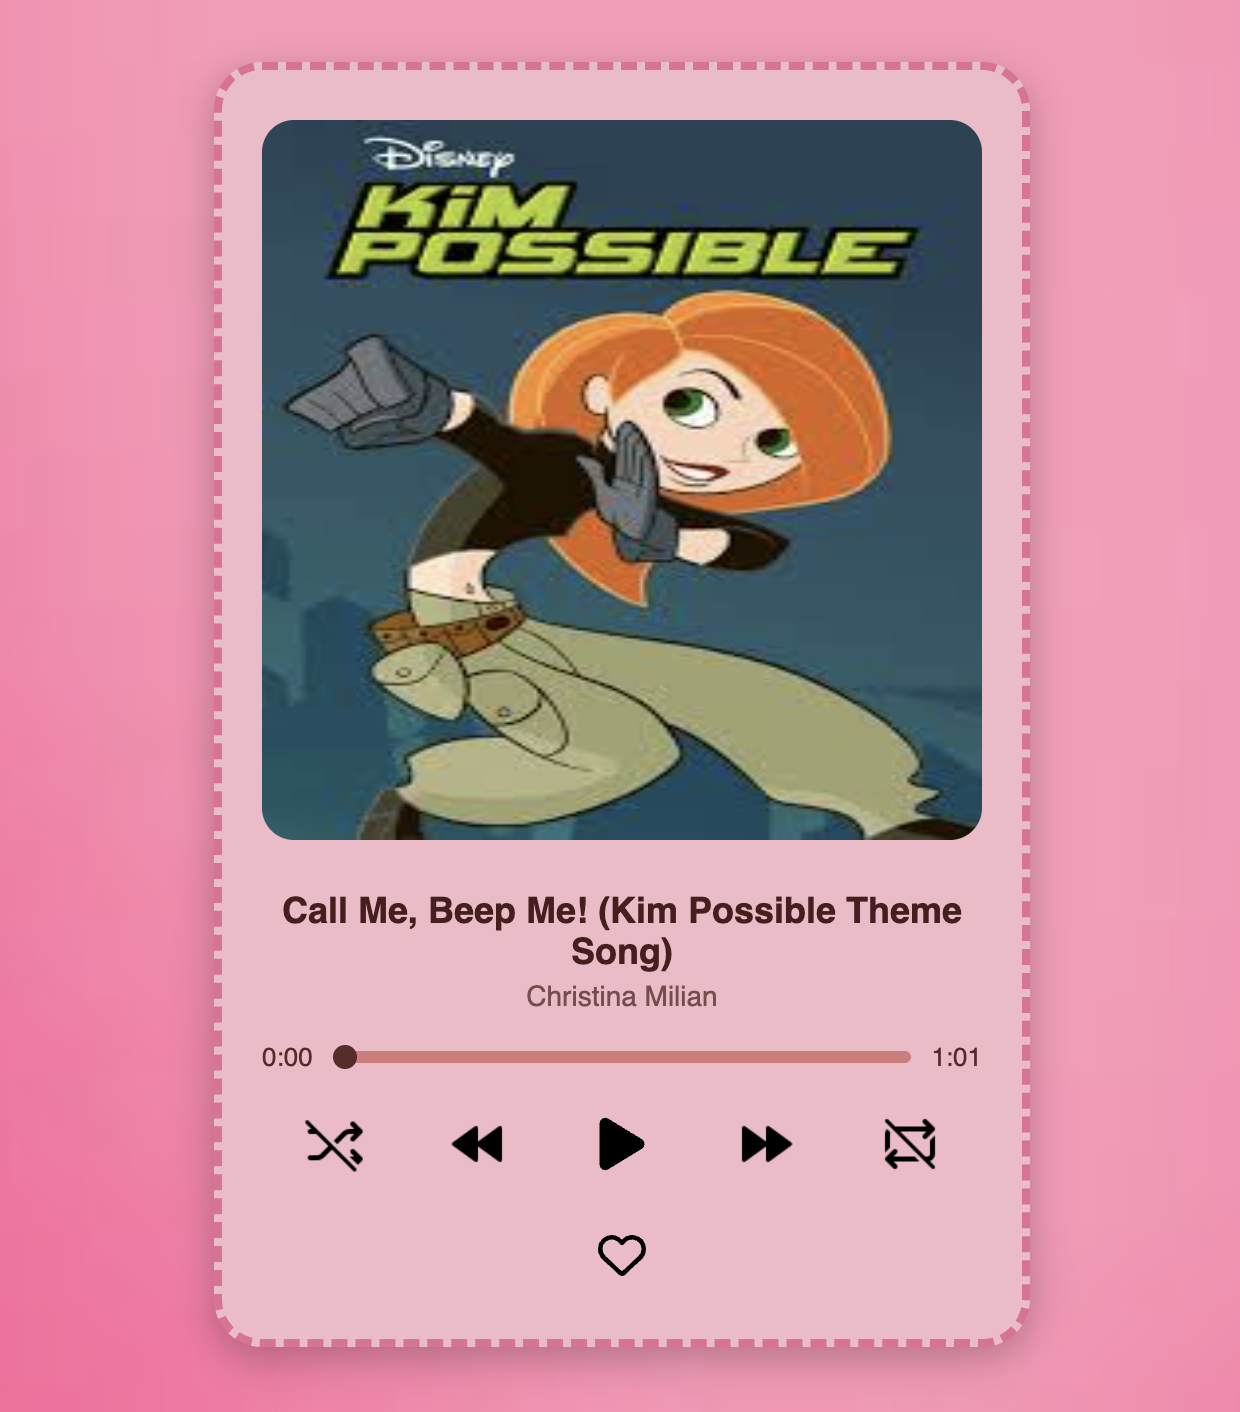 Disney
KiM
POSSIBLE
Call Me, Beep Me! (Kim Possible Theme
Song)
Christina Milian
0:00
1:01